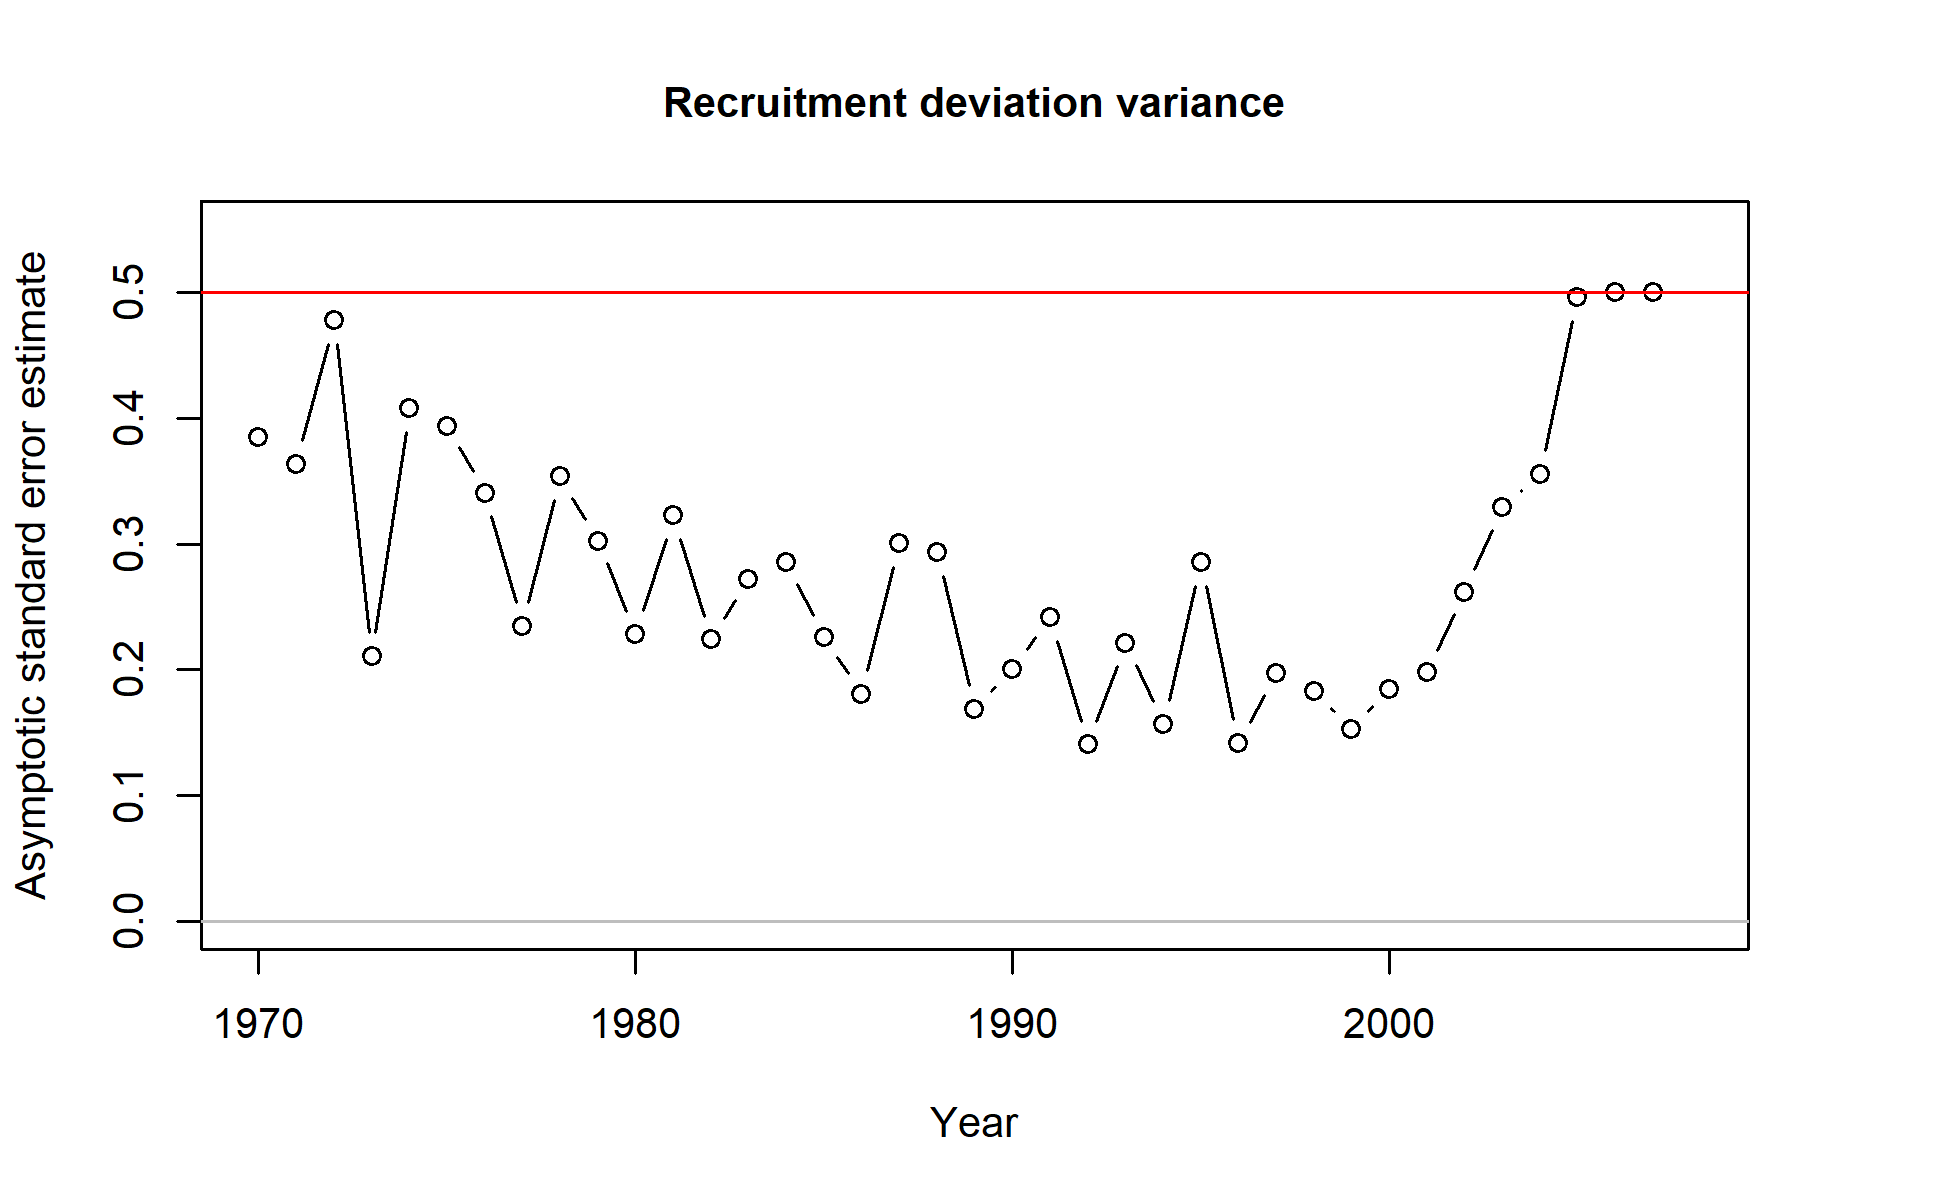 Recruitment deviation variance
Asymptotic standard error estimate
0.5
0.4
0.3
0.2
0.1
0.0
1970 1980 1990 2000
Year